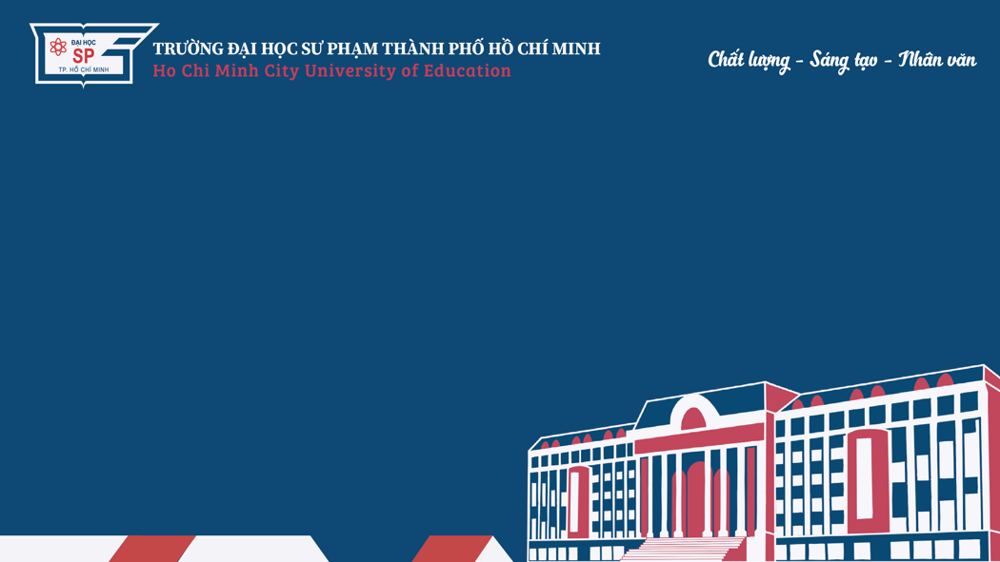 ĐẠI HỌC
SP
TP. HỒ CHÍ MINH
TRƯỜNG ĐẠI HỌC SƯ PHẠM THÀNH PHỐ HỒ CHÍ MINH
Ho Chi Minh City University of Education
Chất lượng - Sáng tạo - Nhân văn